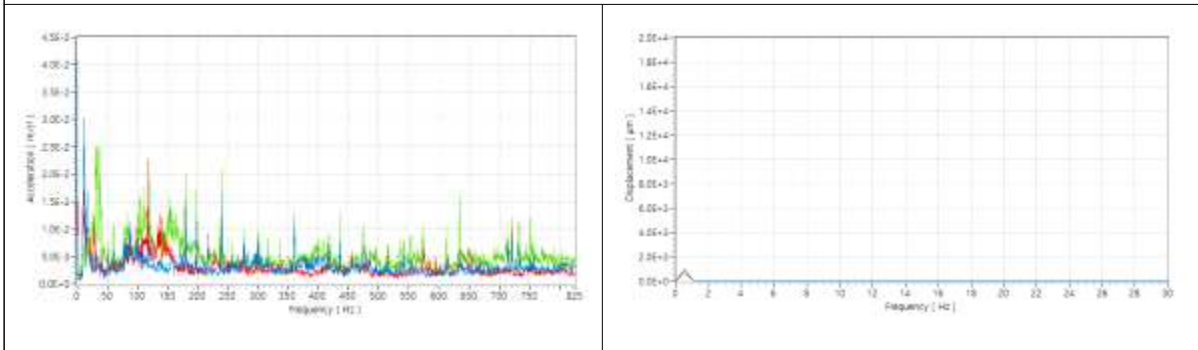 4.5E-2
4.0E-2
3.0E-2
2.5E-2
2.0E-2
1.5E-2
1.0E-2
5.0E-3
0.0E+0
Acceleration
0 50 100 150 200 250 300 350 400 450 500 550 600 650 700 750 825
Frequency [ Hz ]
2.0E+4
1.8E+4
1.6E+4
1.4E+4
1.2E+4
1.0E+4
8.0E+3
6.0E+3
4.0E+3
2.0E+3
0.0E+0
Displacement [ µm ]
0 2 4 6 8 10 12 14 16 18 20 22 24 26 28 30
Frequency [ Hz ]